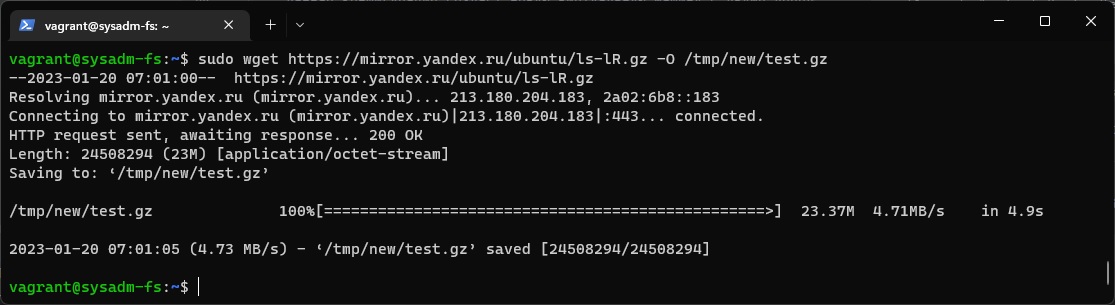 vagrant@sysadm-fs: ~
vagrant@sysadm-fs:~$ sudo wget https://mirror.yandex.ru/ubuntu/ls-lR.gz -O /tmp/new/test.gz
--2023-01-20 07:01:00--  https://mirror.yandex.ru/ubuntu/ls-lR.gz
Resolving mirror.yandex.ru (mirror.yandex.ru)... 213.180.204.183, 2a02:6b8::183
Connecting to mirror.yandex.ru (mirror.yandex.ru)|213.180.204.183|:443... connected.
HTTP request sent, awaiting response... 200 OK
Length: 24508294 (23M) [application/octet-stream]
Saving to: ‘/tmp/new/test.gz’
/tmp/new/test.gz 100%[=================================================>] 23.37M 4.71MB/s in 4.9s
2023-01-20 07:01:05 (4.73 MB/s) - ‘/tmp/new/test.gz’ saved [24508294/24508294]
vagrant@sysadm-fs:~$